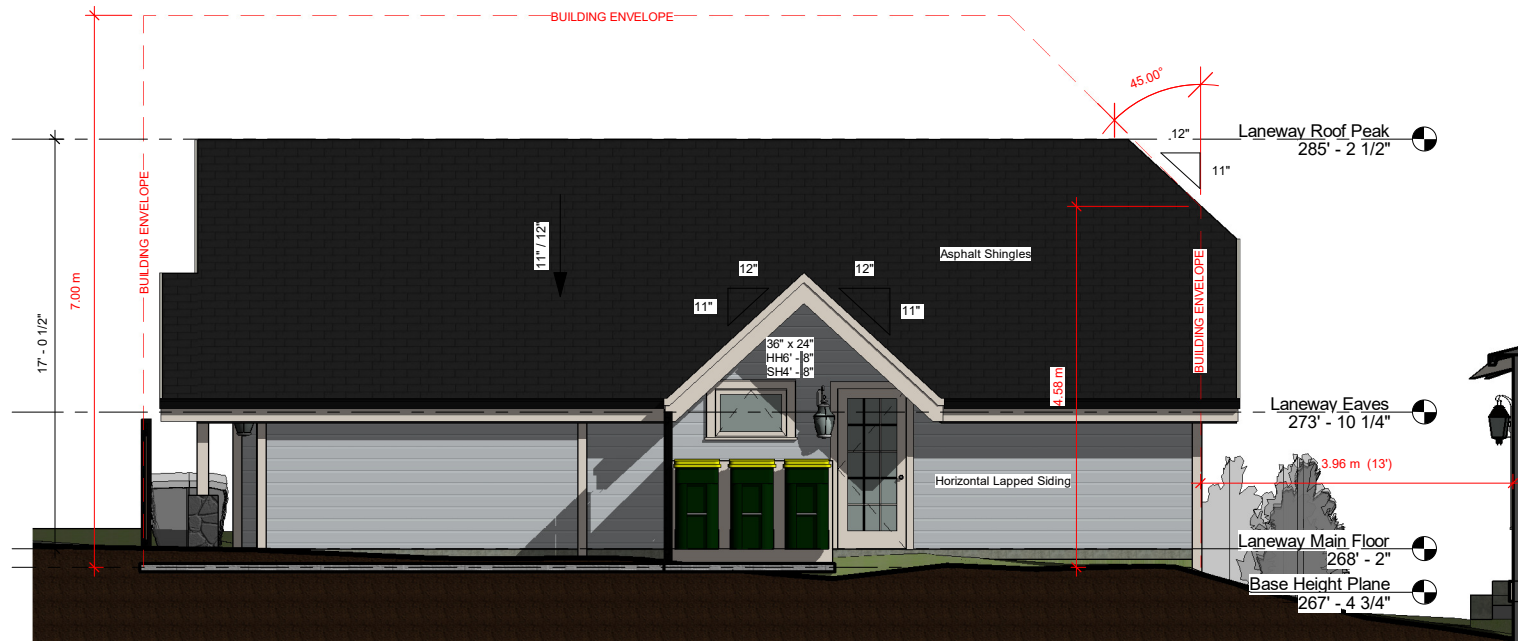 BUILDING ENVELOPE
45.00°
Laneway Roof Peak
285' - 2 1/2"
12"
11"
BUILDING ENVELOPE
7.00 m
17' - 0 1/2"
11" / 12"
Asphalt Shingles
12"
12"
11"
11"
BUILDING ENVELOPE
36" x 24"
HH6' - 8"
SH4' - 8"
4.58 m
Laneway Eaves
273' - 10 1/4"
3.96 m (13')
Horizontal Lapped Siding
Laneway Main Floor
268' - 2"
Base Height Plane
267' - 4 3/4"